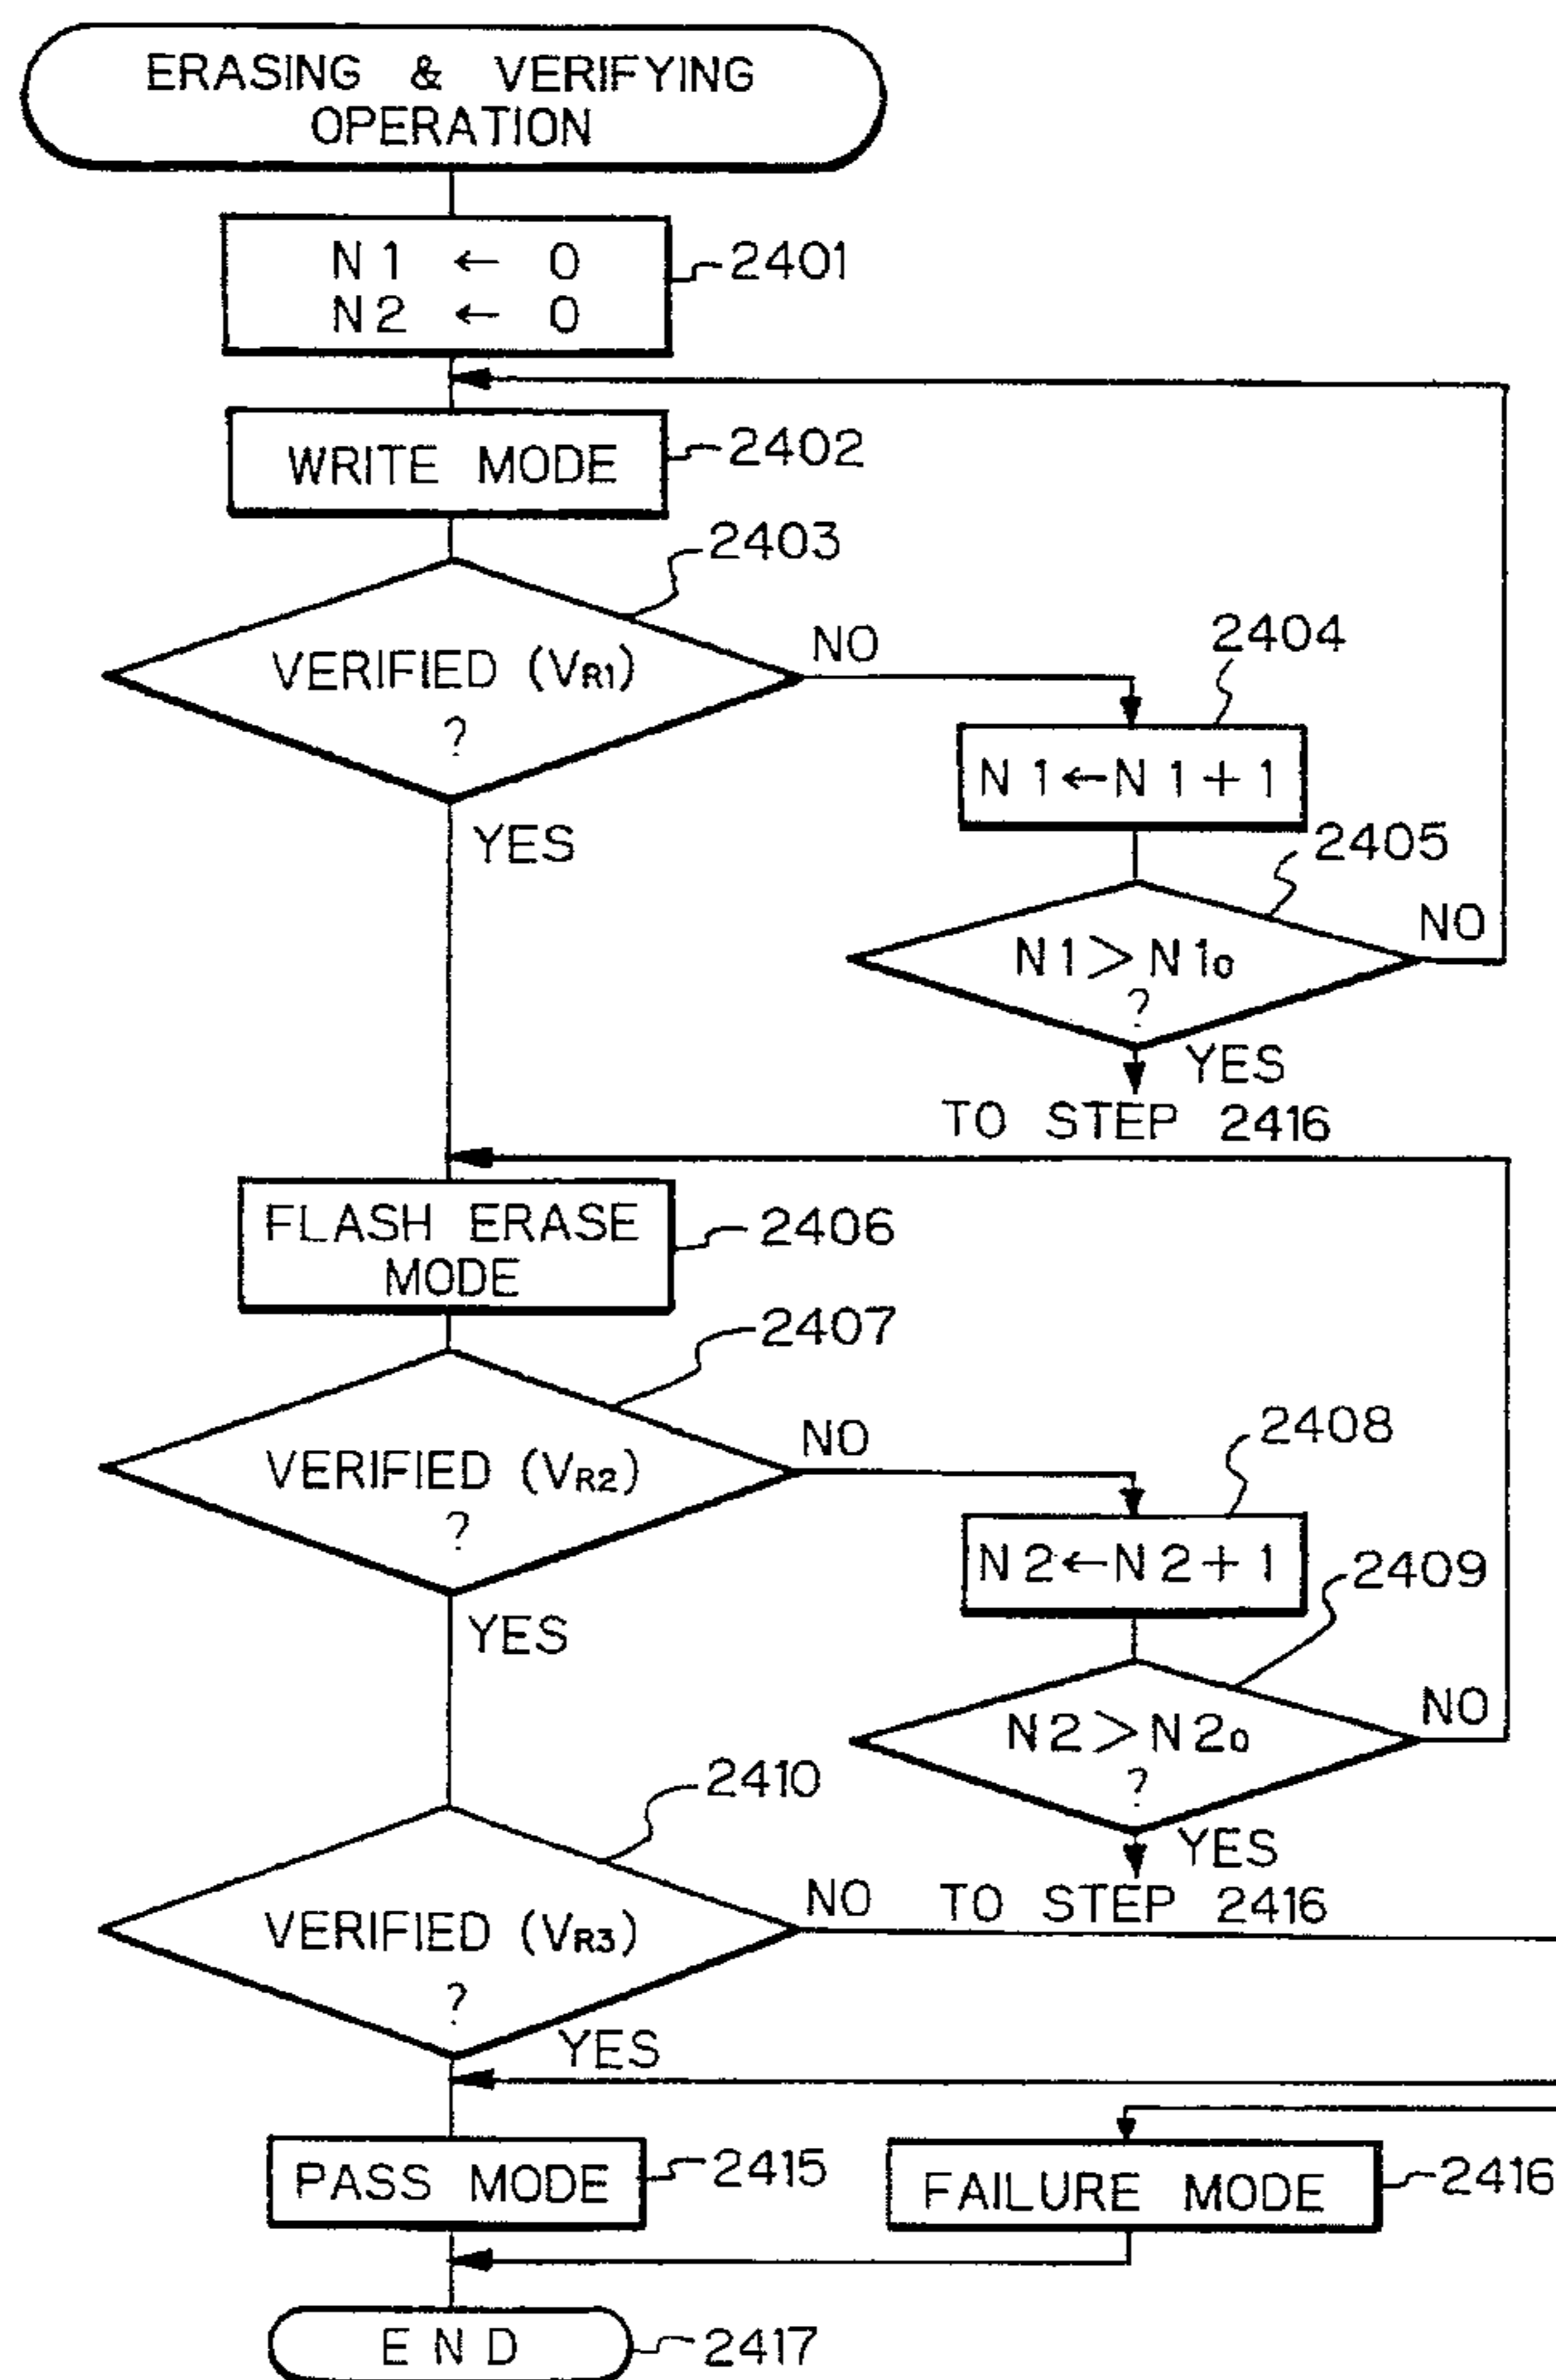 ERASING & VERIFYING
OPERATION
N1 ← 0
N2 ← 0
2401
WRITE MODE
2402
2403
VERIFIED (VR1)
?
NO
YES
2404
N1←N1+1
2405
N1>N10
?
NO
YES
TO STEP 2416
FLASH ERASE
MODE
2406
2407
VERIFIED (VR2)
?
NO
YES
2408
N2←N2+1
2409
N2>N20
?
NO
YES
TO STEP 2416
2410
VERIFIED (VR3)
?
NO
YES
PASS MODE
2415
FAILURE MODE
2416
END
2417